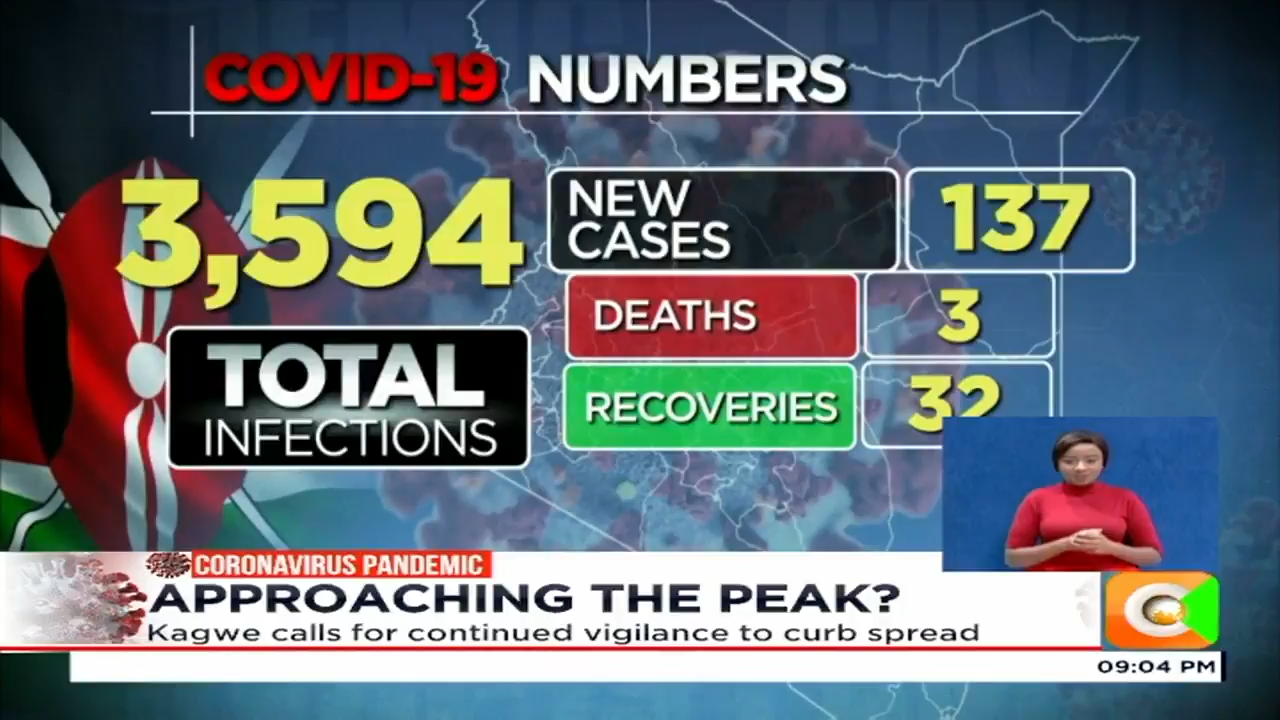 COVID-19 NUMBERS
3,594
TOTAL
INFECTIONS
NEW
CASES
137
DEATHS
3
RECOVERIES
32
CORONAVIRUS PANDEMIC
APPROACHING THE PEAK?
Kagwe calls for continued vigilance to curb spread
09:04 PM